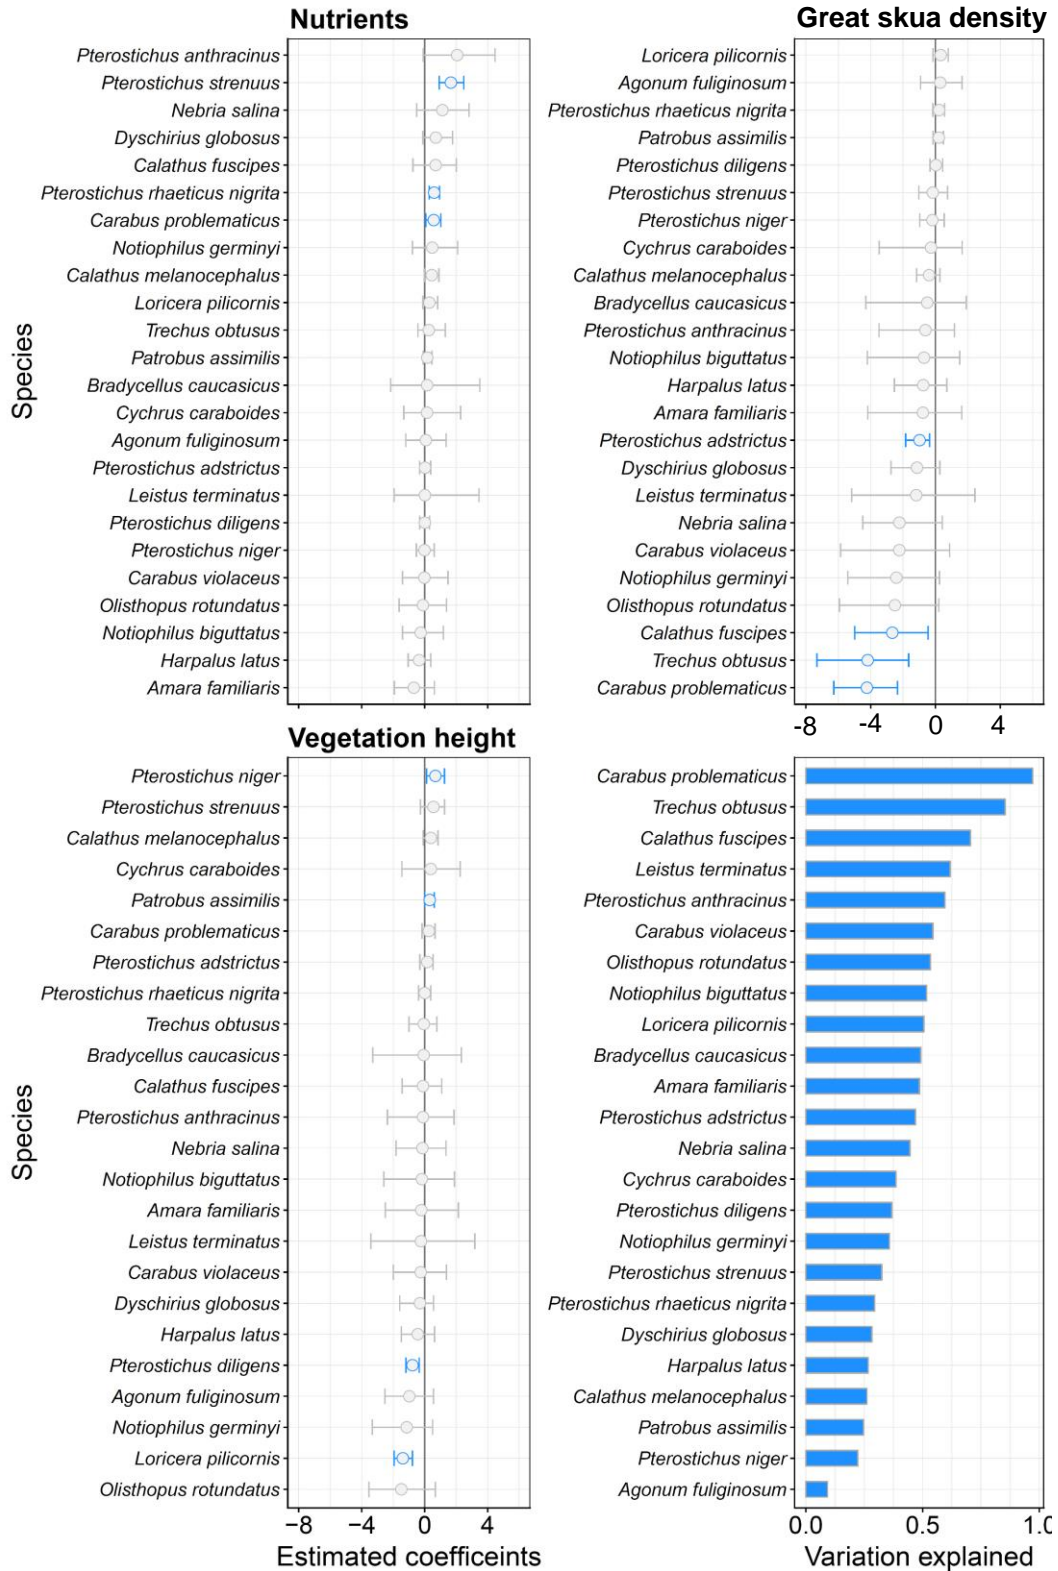 Nutrients
Pterostichus anthracinus
Pterostichus strenuus
Nebria salina
Dyschirius globosus
Calathus fuscipes
Pterostichus rhaeticus nigrita
Carabus problematicus
Notiophilus germinyi
Calathus melanocephalus
Loricera pilicornis
Trechus obtusus
Patrobus assimilis
Bradycellus caucasicus
Cychrus caraboides
Agonum fuliginosum
Pterostichus adstrictus
Leistus terminatus
Pterostichus diligens
Pterostichus niger
Carabus violaceus
Olisthopus rotundatus
Notiophilus biguttatus
Harpalus latus
Amara familiaris
Species
Great skua density
Loricera pilicornis
Agonum fuliginosum
Pterostichus rhaeticus nigrita
Patrobus assimilis
Pterostichus diligens
Pterostichus strenuus
Pterostichus niger
Cychrus caraboides
Calathus melanocephalus
Bradycellus caucasicus
Pterostichus anthracinus
Notiophilus biguttatus
Harpalus latus
Amara familiaris
Pterostichus adstrictus
Dyschirius globosus
Leistus terminatus
Nebria salina
Carabus violaceus
Notiophilus germinyi
Olisthopus rotundatus
Calathus fuscipes
Trechus obtusus
Carabus problematicus
-8 -4 0 4
Vegetation height
Pterostichus niger
Pterostichus strenuus
Calathus melanocephalus
Cychrus caraboides
Patrobus assimilis
Carabus problematicus
Pterostichus adstrictus
Pterostichus rhaeticus nigrita
Trechus obtusus
Bradycellus caucasicus
Calathus fuscipes
Pterostichus anthracinus
Nebria salina
Notiophilus biguttatus
Amara familiaris
Leistus terminatus
Carabus violaceus
Dyschirius globosus
Harpalus latus
Pterostichus diligens
Agonum fuliginosum
Notiophilus germinyi
Loricera pilicornis
Olisthopus rotundatus
Species
−8 −4 0 4
Estimated coefficeints
Carabus problematicus
Trechus obtusus
Calathus fuscipes
Leistus terminatus
Pterostichus anthracinus
Carabus violaceus
Olisthopus rotundatus
Notiophilus biguttatus
Loricera pilicornis
Bradycellus caucasicus
Amara familiaris
Pterostichus adstrictus
Nebria salina
Cychrus caraboides
Pterostichus diligens
Notiophilus germinyi
Pterostichus strenuus
Pterostichus rhaeticus nigrita
Dyschirius globosus
Harpalus latus
Calathus melanocephalus
Patrobus assimilis
Pterostichus niger
Agonum fuliginosum
0.0 0.5 1.0
Variation explained